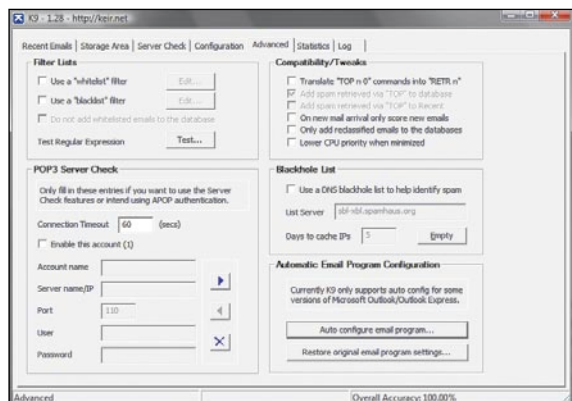 K9 - 1.28 - http://keir.net
Recent Emails | Storage Area | Server Check | Configuration | Advanced | Statistics | Log
Filter Lists
Use a "whitelist" filter
Edit...
Use a "blacklist" filter
Edit...
Do not add whitelisted emails to the database
Test Regular Expression
Test...
POP3 Server Check
Only fill in these entries if you want to use the Server
Check features or intend using APOP authentication.
Connection Timeout 60 (secs)
Enable this account (1)
Account name
Server name/IP
Port 110
User
Password
Compatibility/Tweaks
Translate "TOP n 0" commands into "RETR n"
Add spam retrieved via "TOP" to database
Add spam retrieved via "TOP" to Recent
On new mail arrival only score new emails
Only add reclassified emails to the databases
Lower CPU priority when minimized
Blackhole List
Use a DNS blackhole list to help identify spam
List Server sbl-xbl.spamhaus.org
Days to cache IPs 5 Empty
Automatic Email Program Configuration
Currently K9 only supports auto config for some
versions of Microsoft Outlook/Outlook Express.
Auto configure email program...
Restore original email program settings...
Advanced
Overall Accuracy: 100.00%